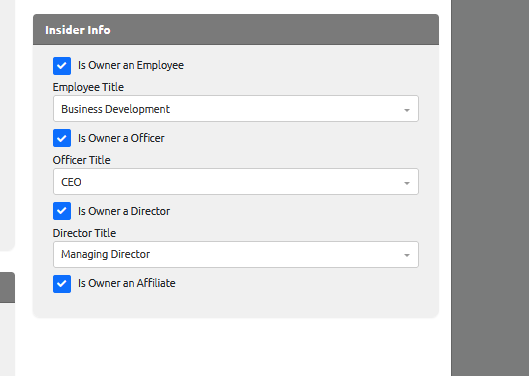 Insider Info
Is Owner an Employee
Employee Title
Business Development
Is Owner a Officer
Officer Title
CEO
Is Owner a Director
Director Title
Managing Director
Is Owner an Affiliate